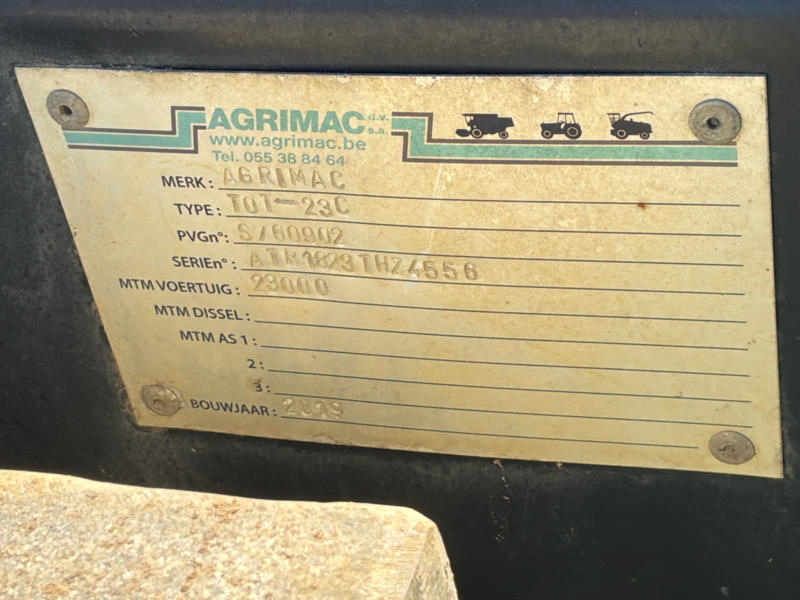 AGRIMAC n.v. s.a.
www.agrimac.be
Tel. 055 38 84 64
MERK: AGRIMAC
TYPE: TOT-23C
PVGn°: S/60902
SERIEn°: ATR1823THZ4556
MTM VOERTUIG: 23000
MTM DISSEL:
MTM AS 1:
2:
3:
BOUWJAAR: